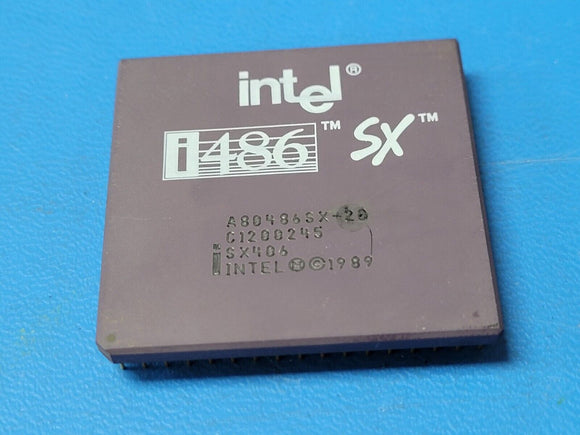 intel®
i486™ SX™
A80486SX-20
C1200245
SX406
i INTEL Ⓜ©1989